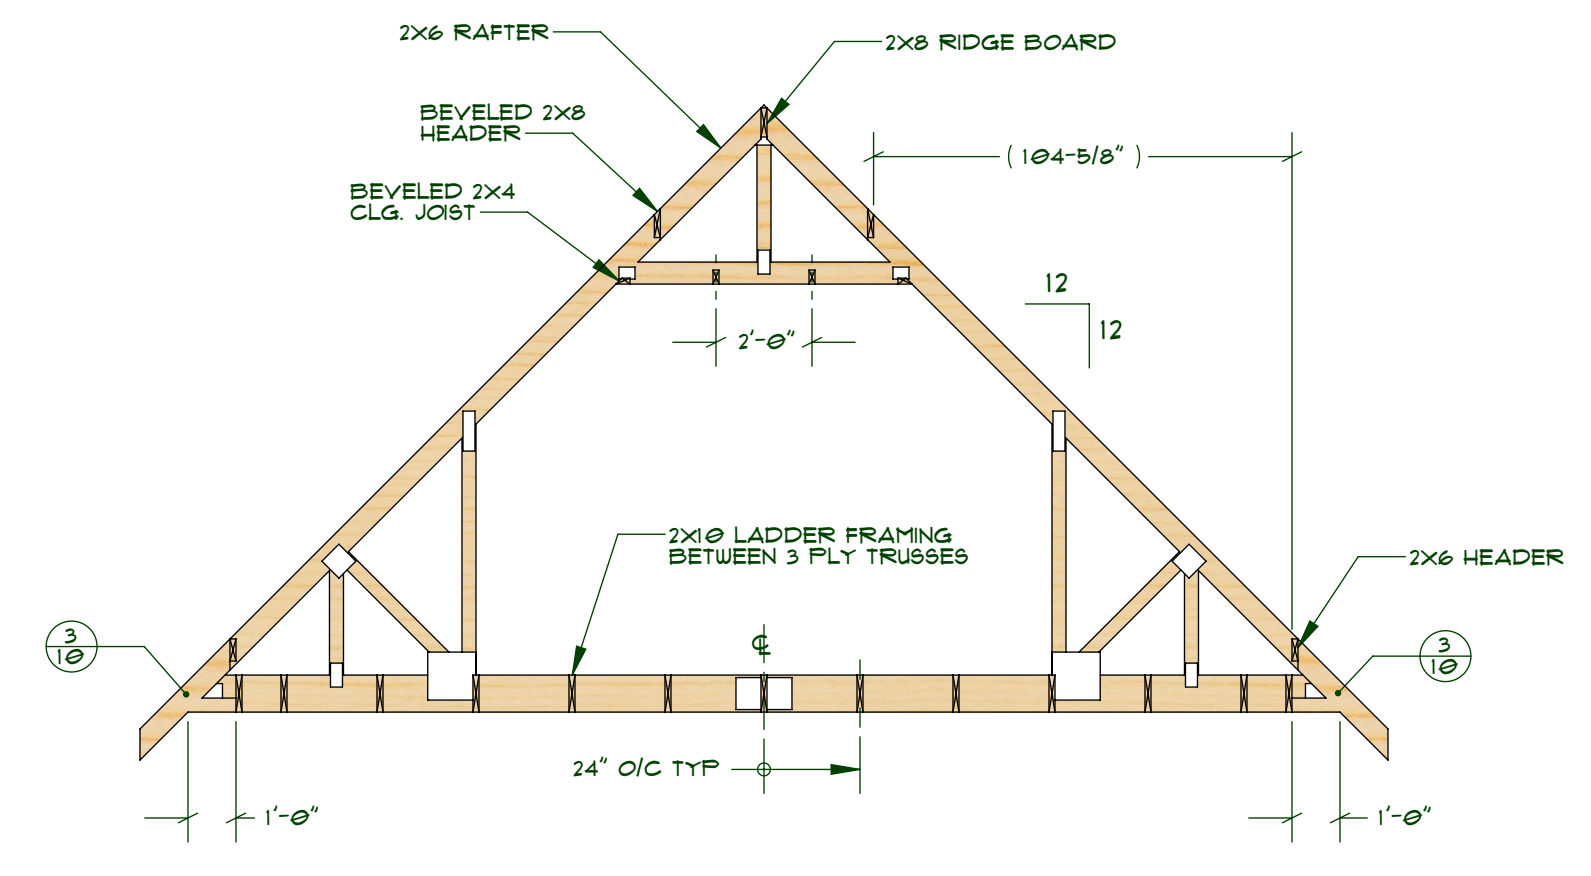 2X6 RAFTER
2X8 RIDGE BOARD
BEVELED 2X8
HEADER
( 104-5/8" )
BEVELED 2X4
CLG. JOIST
12
12
2'-0"
2X10 LADDER FRAMING
BETWEEN 3 PLY TRUSSES
2X6 HEADER
3
10
℄
3
10
24" O/C TYP
1'-0"
1'-0"